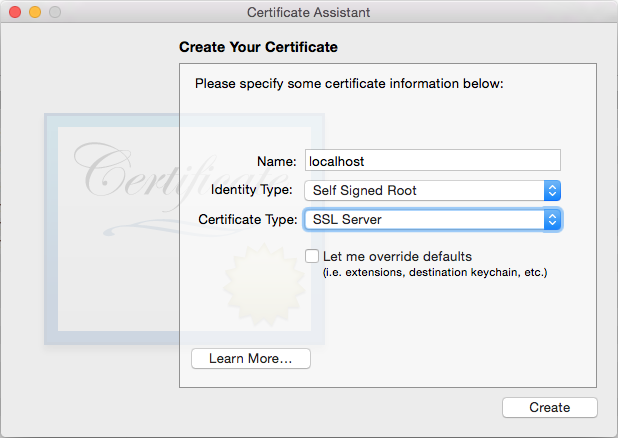 Certificate Assistant
Create Your Certificate
Please specify some certificate information below:
Certificate
Name: localhost
Identity Type: Self Signed Root
Certificate Type: SSL Server
Let me override defaults
(i.e. extensions, destination keychain, etc.)
Learn More...
Create